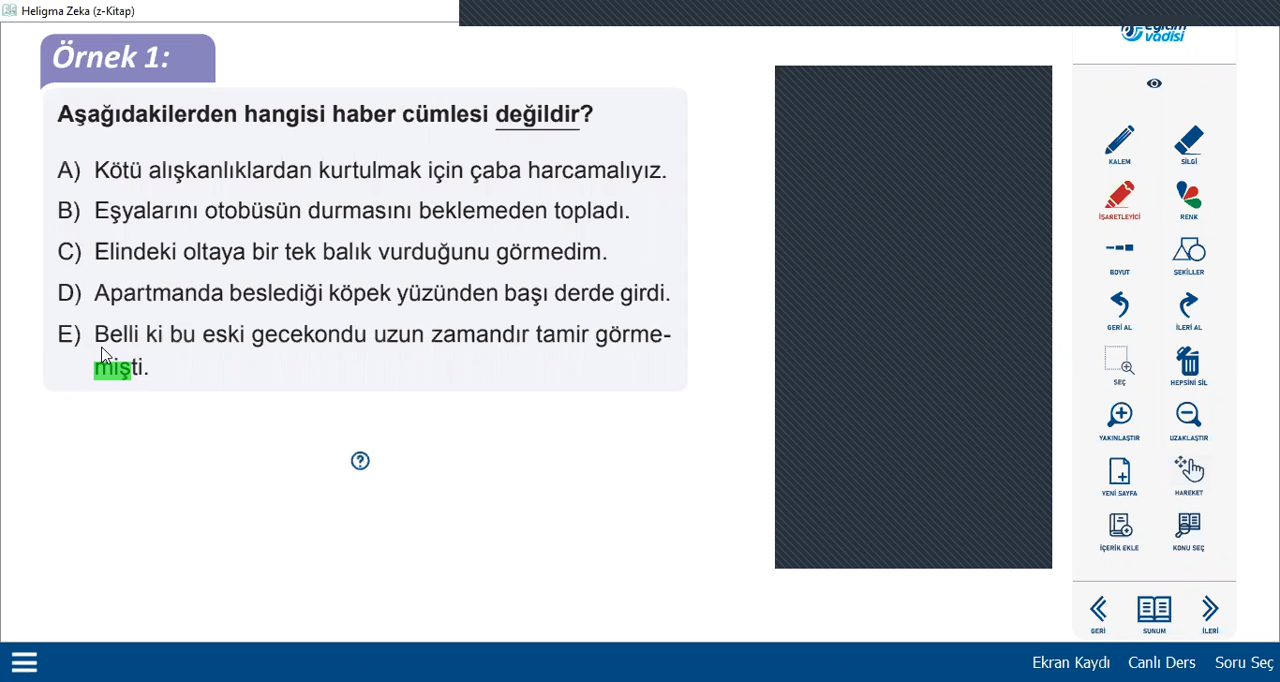 Heligma Zeka (z-Kitap)
Örnek 1:
Aşağıdakilerden hangisi haber cümlesi değildir?
A) Kötü alışkanlıklardan kurtulmak için çaba harcamalıyız.
B) Eşyalarını otobüsün durmasını beklemeden topladı.
C) Elindeki oltaya bir tek balık vurduğunu görmedim.
D) Apartmanda beslediği köpek yüzünden başı derde girdi.
E) Belli ki bu eski gecekondu uzun zamandır tamir görme-
mişti.
eğitim
vadisi
KALEM
SİLGİ
İŞARETLEYİCİ
RENK
BOYUT
ŞEKİLLER
GERİ AL
İLERİ AL
SEÇ
HEPSİNİ SİL
YAKINLAŞTIR
UZAKLAŞTIR
YENİ SAYFA
HAREKET
İÇERİK EKLE
KONU SEÇ
GERİ
SUNUM
İLERİ
Ekran Kaydı
Canlı Ders
Soru Seç